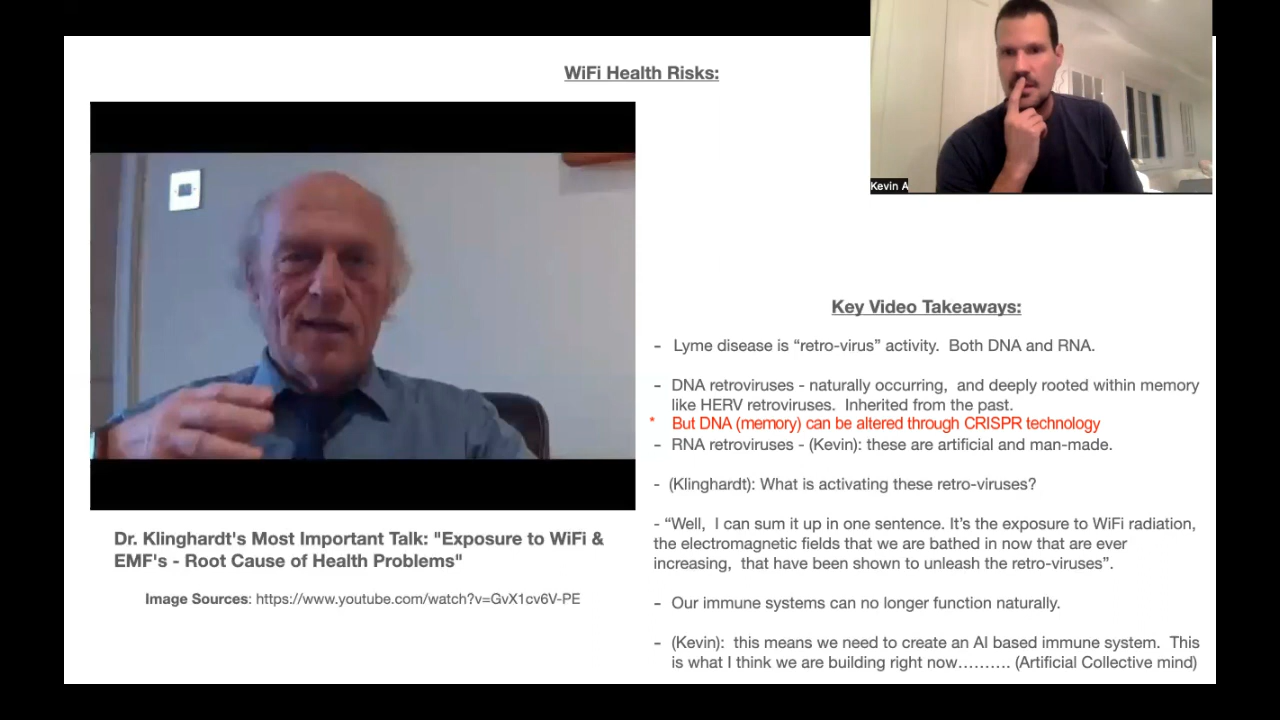 WiFi Health Risks:
Kevin A
Key Video Takeaways:
- Lyme disease is “retro-virus” activity. Both DNA and RNA.
- DNA retroviruses - naturally occurring, and deeply rooted within memory
like HERV retroviruses. Inherited from the past.
* But DNA (memory) can be altered through CRISPR technology
- RNA retroviruses - (Kevin): these are artificial and man-made.
- (Klinghardt): What is activating these retro-viruses?
- “Well, I can sum it up in one sentence. It’s the exposure to WiFi radiation,
the electromagnetic fields that we are bathed in now that are ever
increasing, that have been shown to unleash the retro-viruses”.
- Our immune systems can no longer function naturally.
- (Kevin): this means we need to create an AI based immune system. This
is what I think we are building right now.......... (Artificial Collective mind)
Dr. Klinghardt's Most Important Talk: "Exposure to WiFi &
EMF's - Root Cause of Health Problems"
Image Sources: https://www.youtube.com/watch?v=GvX1cv6V-PE